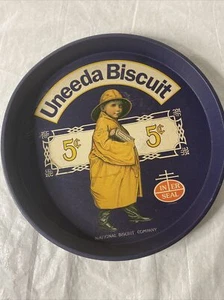 Uneeda Biscuit
5¢ 5¢
IN ER
SEAL
NATIONAL BISCUIT COMPANY